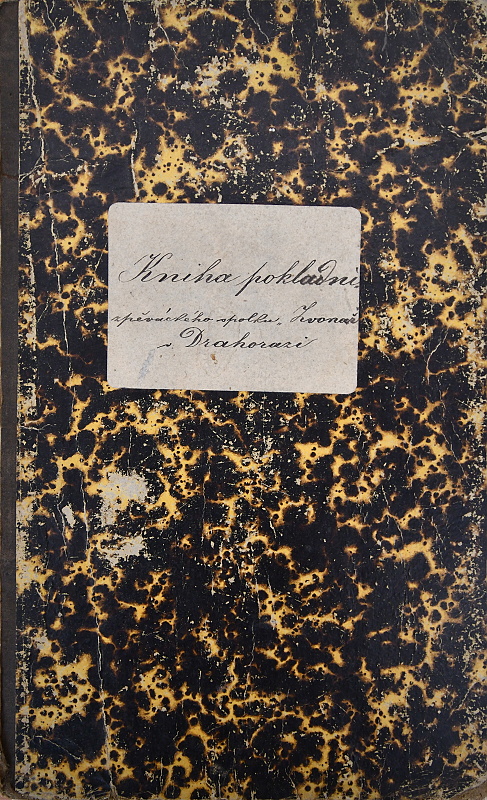 Kniha pokladní
zpěváckého spolku „Zvonař"
v Drahorazi